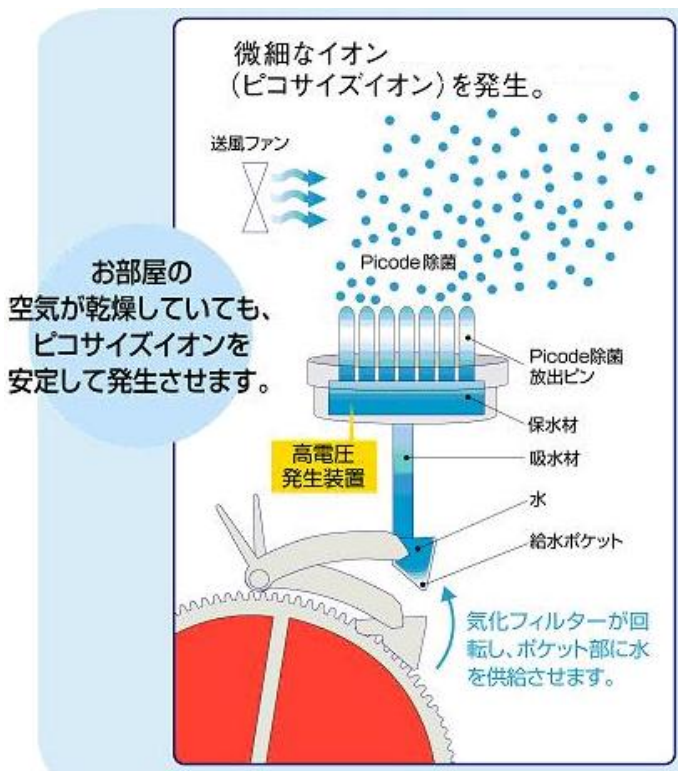 微細なイオン
(ピコサイズイオン)を発生。
送風ファン
Picode除菌
お部屋の
空気が乾燥していても、
ピコサイズイオンを
安定して発生させます。
Picode除菌
放出ピン
保水材
高電圧
発生装置
吸水材
水
給水ポケット
気化フィルターが回
転し、ポケット部に水
を供給させます。